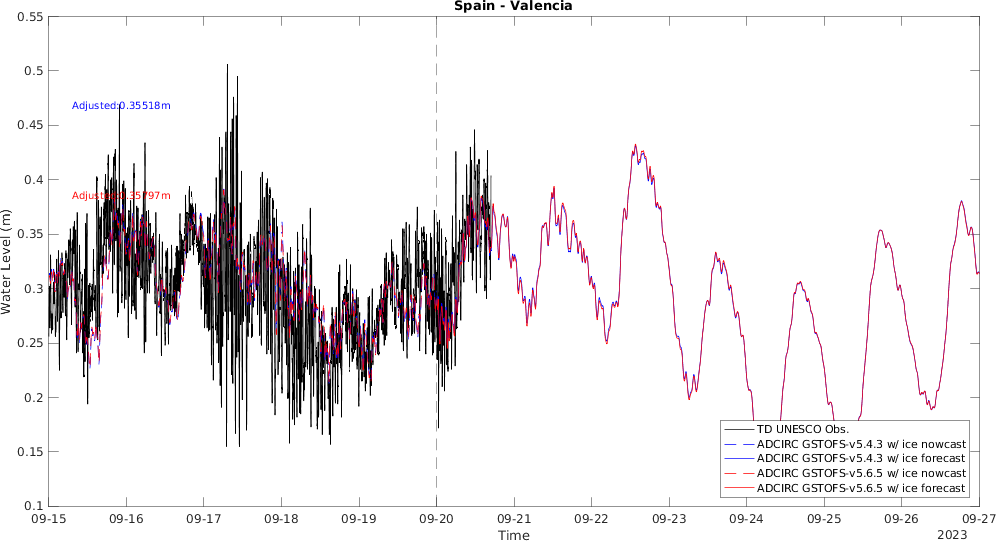 Spain - Valencia
0.55
0.5
0.45
0.4
0.35
0.3
0.25
0.2
0.15
0.1
Water Level (m)
Adjusted:0.35518m
Adjusted:0.35797m
TD UNESCO Obs.
ADCIRC GSTOFS-v5.4.3 w/ ice nowcast
ADCIRC GSTOFS-v5.4.3 w/ ice forecast
ADCIRC GSTOFS-v5.6.5 w/ ice nowcast
ADCIRC GSTOFS-v5.6.5 w/ ice forecast
09-15 09-16 09-17 09-18 09-19 09-20 09-21 09-22 09-23 09-24 09-25 09-26 09-27
Time
2023